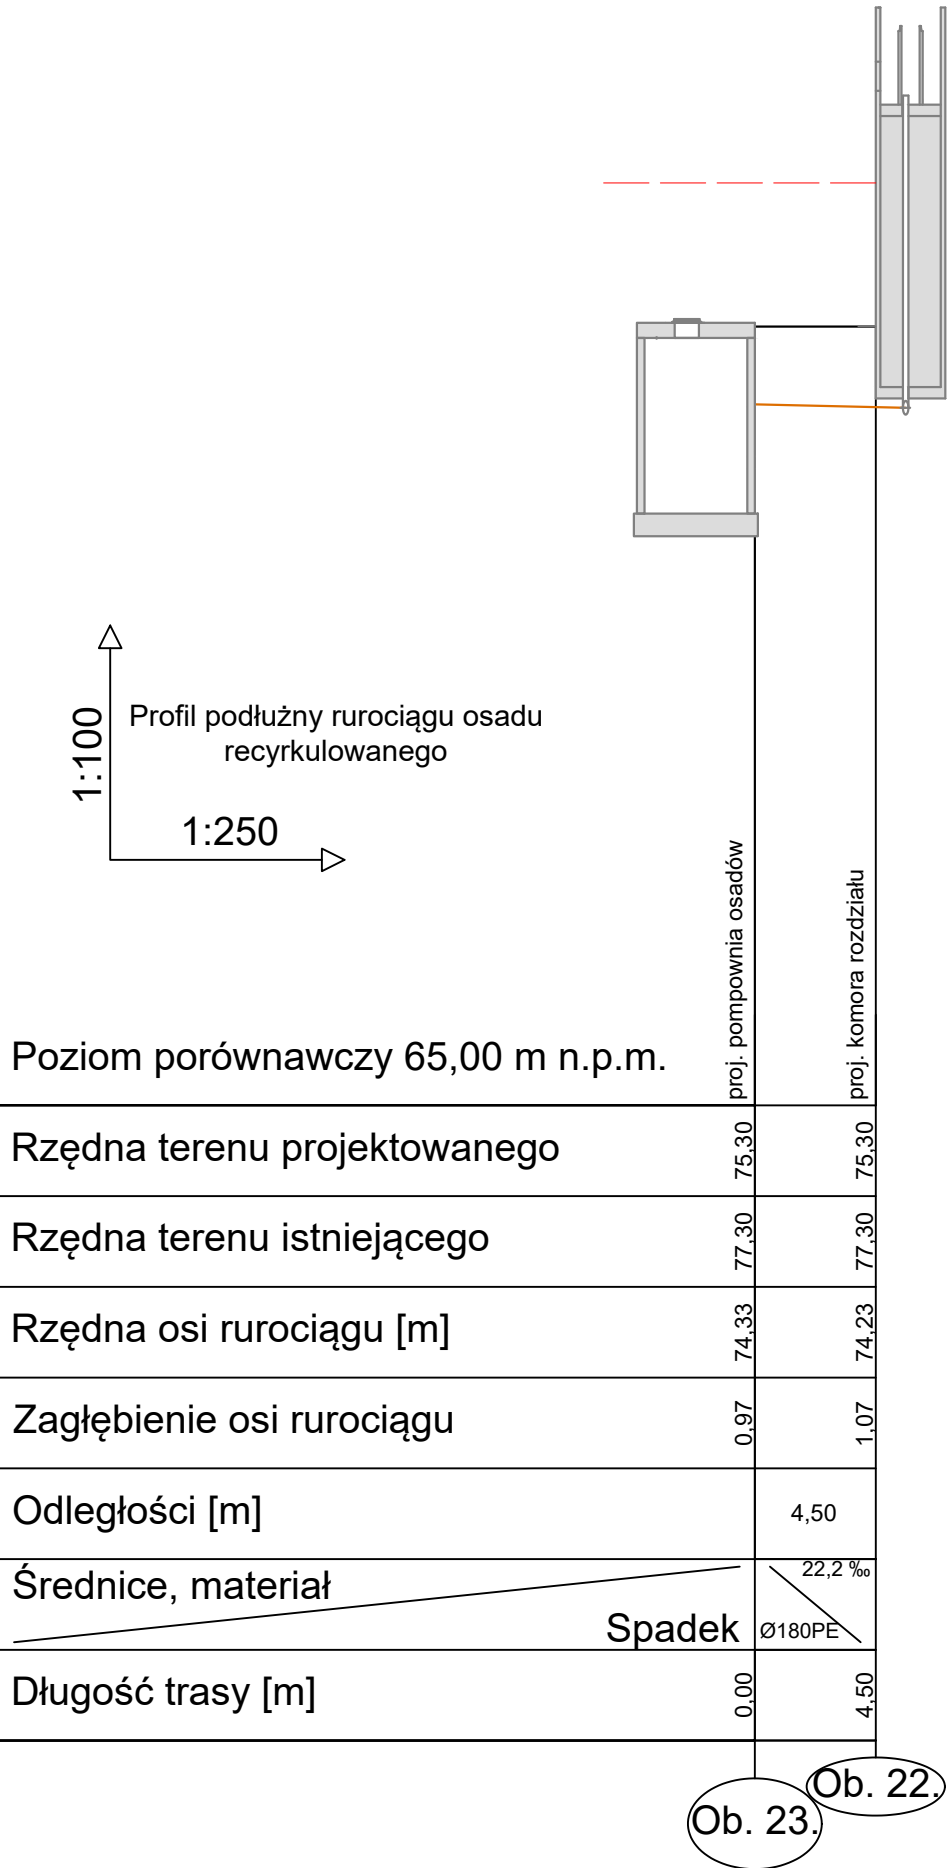 1:100
Profil podłużny rurociągu osadu
recyrkulowanego
1:250
proj. pompownia osadów
proj. komora rozdziału
Poziom porównawczy 65,00 m n.p.m.
Rzędna terenu projektowanego 75,30 75,30
Rzędna terenu istniejącego 77,30 77,30
Rzędna osi rurociągu [m] 74,33 74,23
Zagłębienie osi rurociągu 0,97 1,07
Odległości [m] 4,50
Średnice, materiał 22,2 ‰
Spadek Ø180PE
Długość trasy [m] 0,00 4,50
Ob. 22.
Ob. 23.